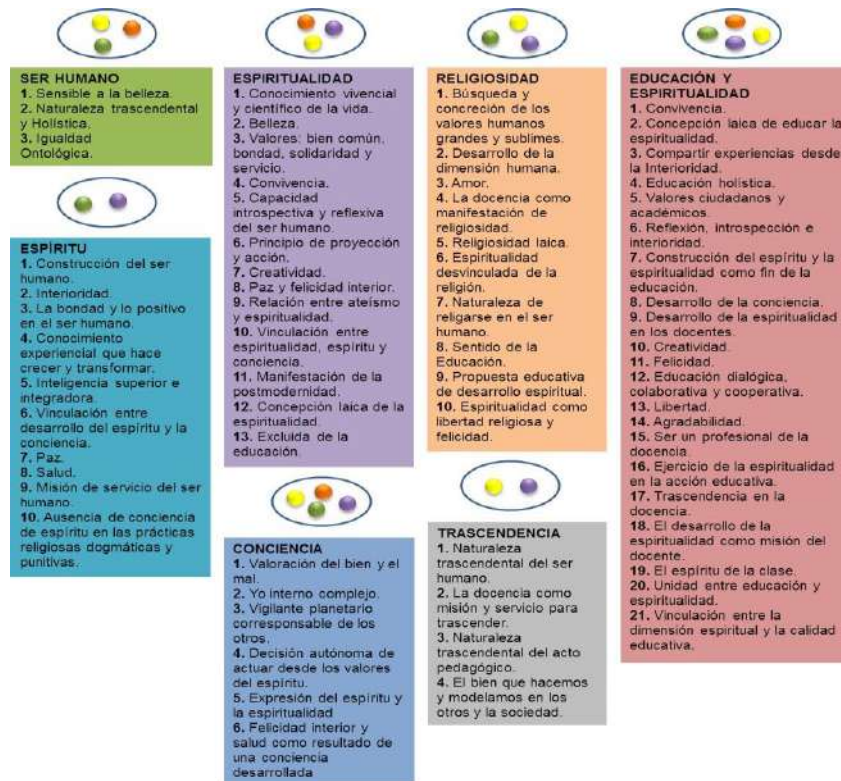 SER HUMANO
1. Sensible a la belleza.
2. Naturaleza trascendental
y Holística.
3. Igualdad
Ontológica.
ESPÍRITU
1. Construcción del ser
humano.
2. Interioridad.
3. La bondad y lo positivo
en el ser humano.
4. Conocimiento
experiencial que hace
crecer y transformar.
5. Inteligencia superior e
integradora.
6. Vinculación entre
desarrollo del espíritu y la
conciencia.
7. Paz.
8. Salud.
9. Misión de servicio del ser
humano.
10. Ausencia de conciencia
de espíritu en las prácticas
religiosas dogmáticas y
punitivas.
ESPIRITUALIDAD
1. Conocimiento vivencial
y científico de la vida.
2. Belleza.
3. Valores: bien común,
bondad, solidaridad y
servicio.
4. Convivencia.
5. Capacidad
introspectiva y reflexiva
del ser humano.
6. Principio de proyección
y acción.
7. Creatividad.
8. Paz y felicidad interior.
9. Relación entre ateísmo
y espiritualidad.
10. Vinculación entre
espiritualidad, espíritu y
conciencia.
11. Manifestación de la
postmodernidad.
12. Concepción laica de la
espiritualidad.
13. Excluida de la
educación.
CONCIENCIA
1. Valoración del bien y el
mal.
2. Yo interno complejo.
3. Vigilante planetario
corresponsable de los
otros.
4. Decisión autónoma de
actuar desde los valores
del espíritu.
5. Expresión del espíritu y
la espiritualidad
6. Felicidad interior y
salud como resultado de
una conciencia
desarrollada
RELIGIOSIDAD
1. Búsqueda y
concreción de los
valores humanos
grandes y sublimes.
2. Desarrollo de la
dimensión humana.
3. Amor.
4. La docencia como
manifestación de
religiosidad.
5. Religiosidad laica.
6. Espiritualidad
desvinculada de la
religión.
7. Naturaleza de
religarse en el ser
humano.
8. Sentido de la
Educación.
9. Propuesta educativa
de desarrollo espiritual.
10. Espiritualidad como
libertad religiosa y
felicidad.
TRASCENDENCIA
1. Naturaleza
trascendental del ser
humano.
2. La docencia como
misión y servicio para
trascender.
3. Naturaleza
trascendental del acto
pedagógico.
4. El bien que hacemos
y modelamos en los
otros y la sociedad.
EDUCACIÓN Y
ESPIRITUALIDAD
1. Convivencia.
2. Concepción laica de educar la
espiritualidad.
3. Compartir experiencias desde
la Interioridad.
4. Educación holística.
5. Valores ciudadanos y
académicos.
6. Reflexión, introspección e
interioridad.
7. Construcción del espíritu y la
espiritualidad como fin de la
educación.
8. Desarrollo de la conciencia.
9. Desarrollo de la espiritualidad
en los docentes.
10. Creatividad.
11. Felicidad.
12. Educación dialógica,
colaborativa y cooperativa.
13. Libertad.
14. Agradabilidad.
15. Ser un profesional de la
docencia.
16. Ejercicio de la espiritualidad
en la acción educativa.
17. Trascendencia en la
docencia.
18. El desarrollo de la
espiritualidad como misión del
docente.
19. El espíritu de la clase.
20. Unidad entre educación y
espiritualidad.
21. Vinculación entre la
dimensión espiritual y la calidad
educativa.